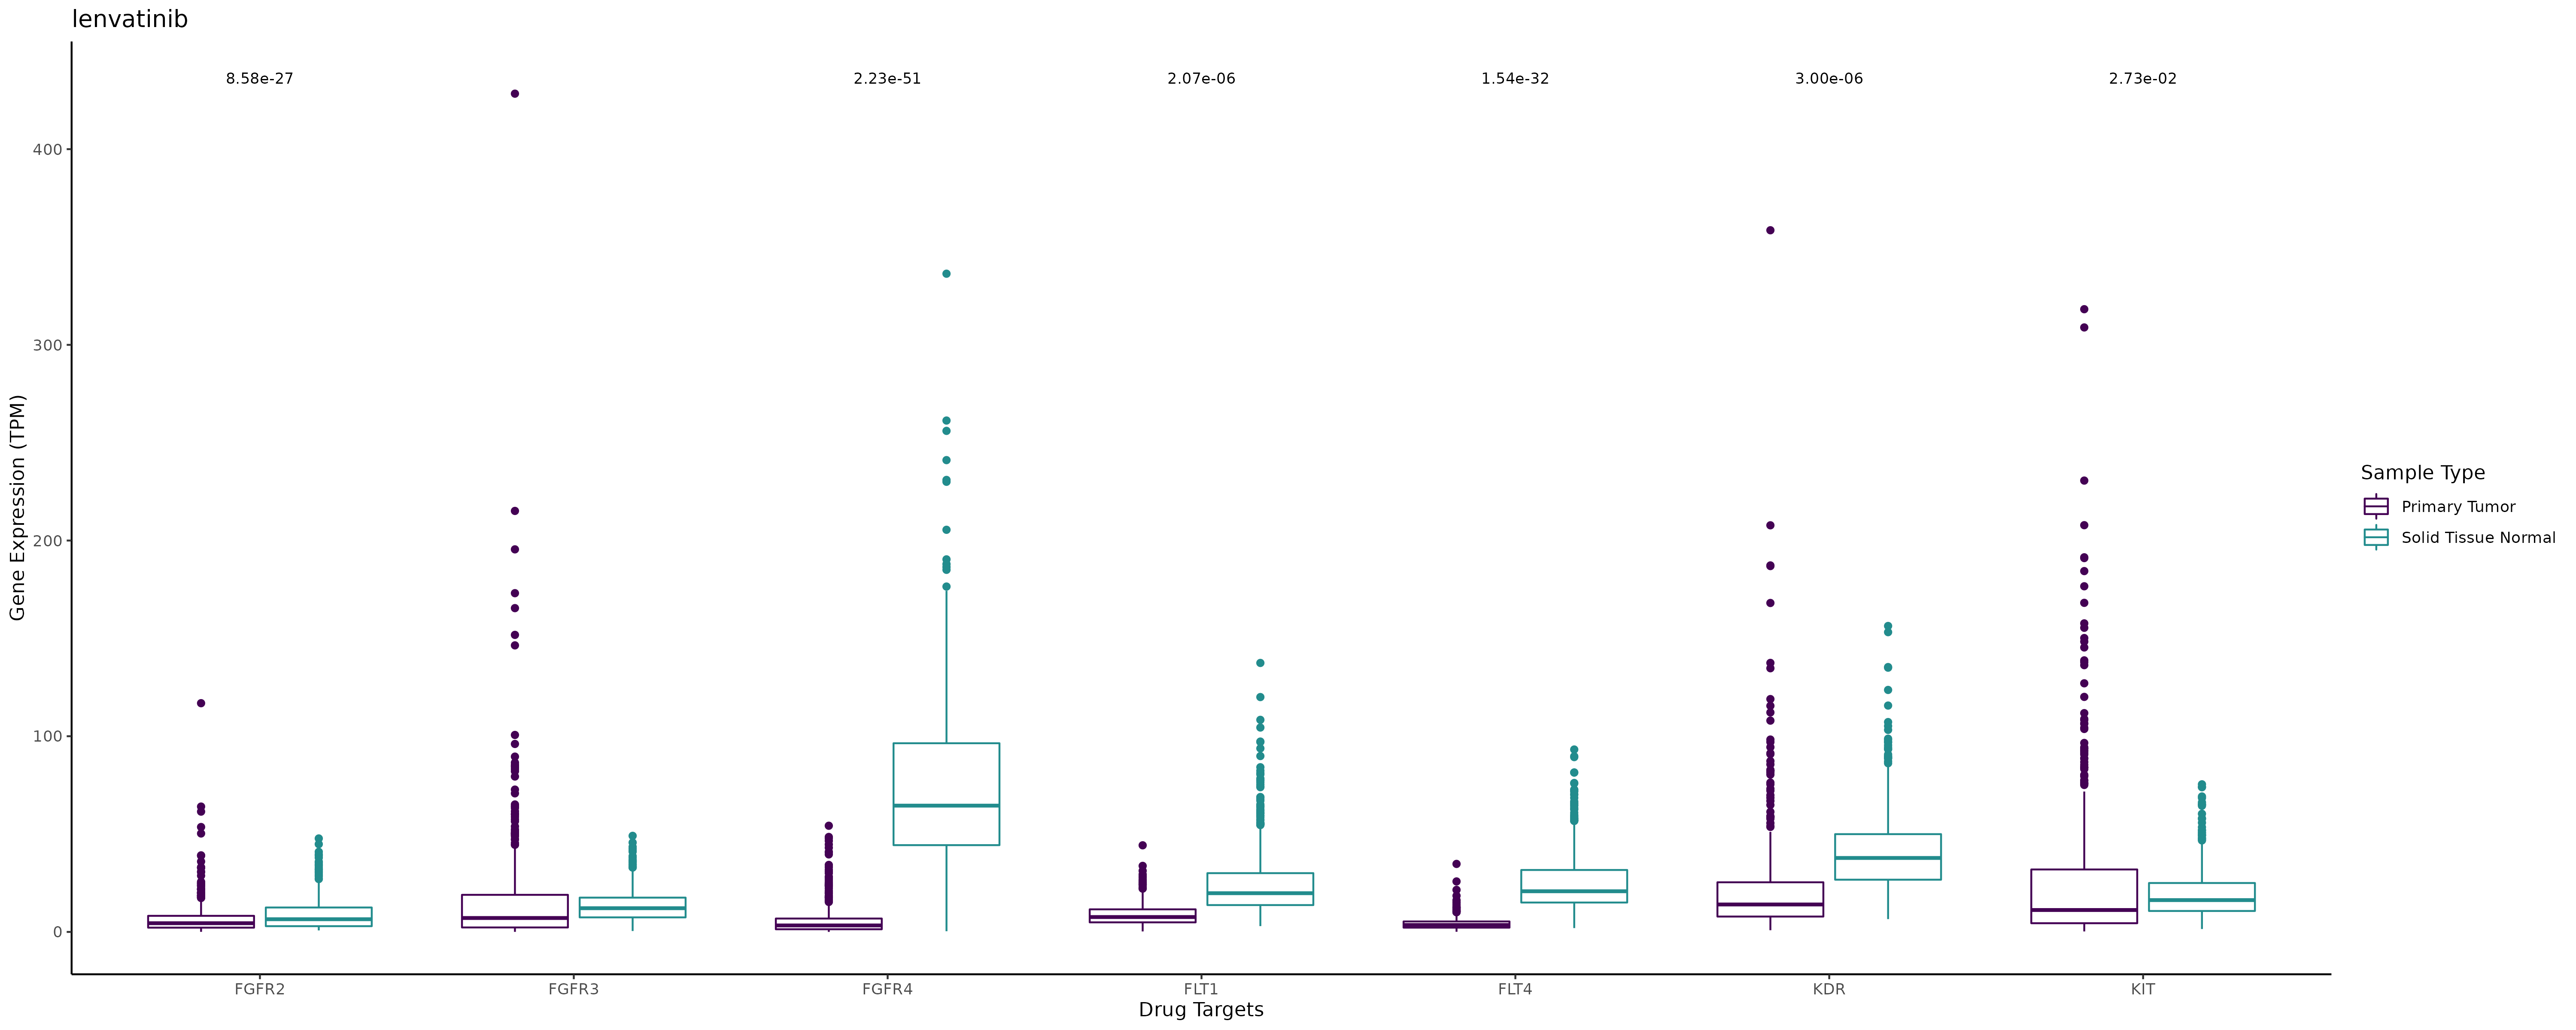 lenvatinib
8.58e-27 2.23e-51 2.07e-06 1.54e-32 3.00e-06 2.73e-02
400
300
200
100
0
Gene Expression (TPM)
FGFR2 FGFR3 FGFR4 FLT1 FLT4 KDR KIT
Drug Targets
Sample Type
Primary Tumor
Solid Tissue Normal